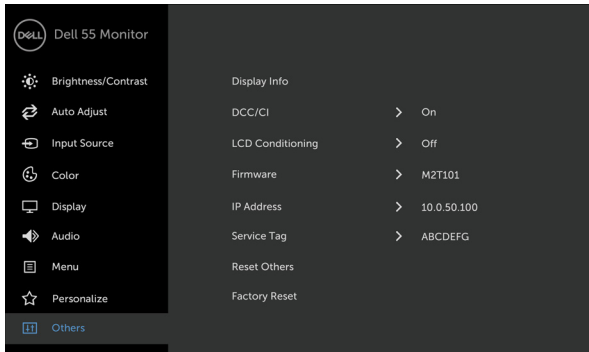 DELL Dell 55 Monitor
Brightness/Contrast
Auto Adjust
Input Source
Color
Display
Audio
Menu
Personalize
Others
Display Info
DCC/CI > On
LCD Conditioning > Off
Firmware > M2T101
IP Address > 10.0.50.100
Service Tag > ABCDEFG
Reset Others
Factory Reset